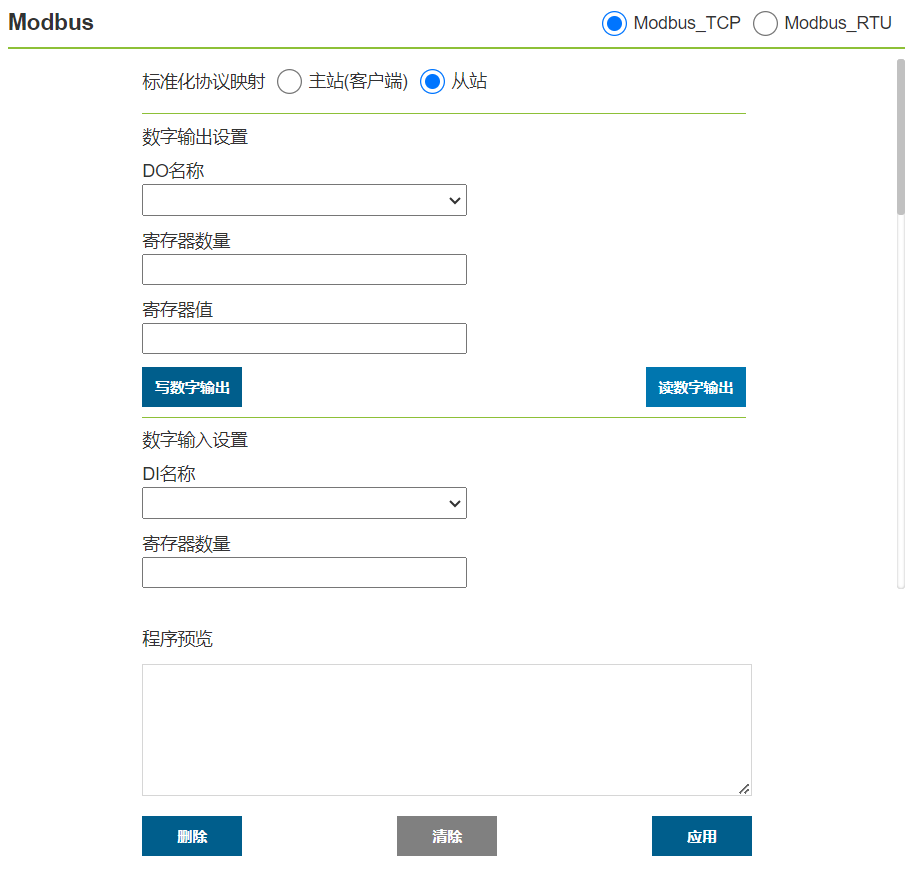 Modbus
Modbus_TCP Modbus_RTU
标准化协议映射 主站(客户端) 从站
数字输出设置
DO名称
寄存器数量
寄存器值
写数字输出 读数字输出
数字输入设置
DI名称
寄存器数量
程序预览
删除 清除 应用